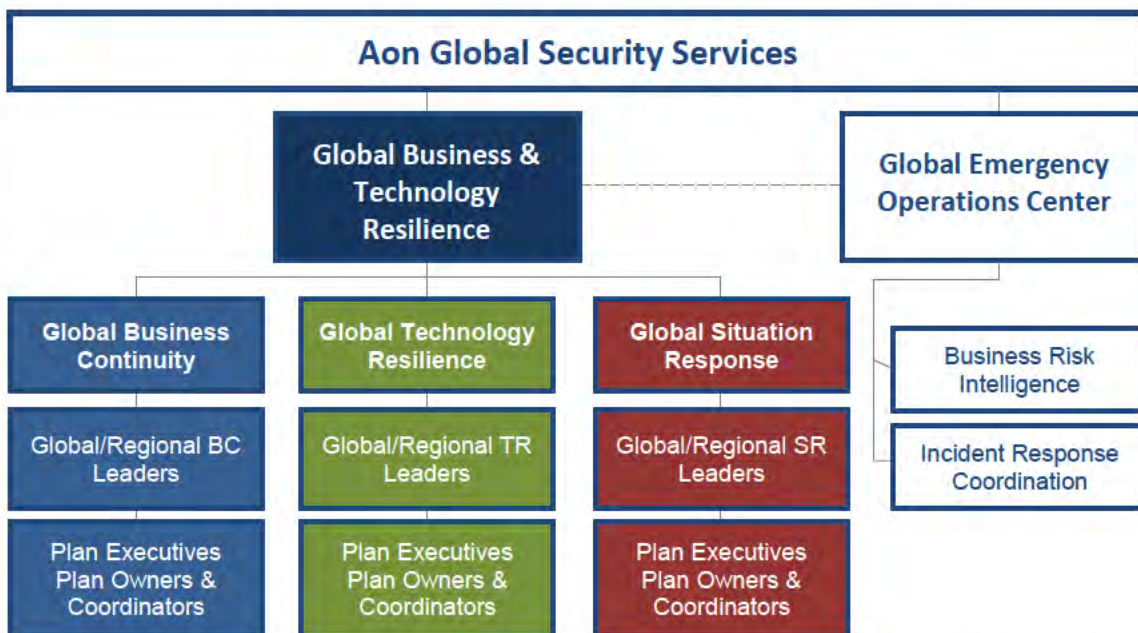 Aon Global Security Services
Global Business &
Technology
Resilience
Global Emergency
Operations Center
Global Business
Continuity
Global Technology
Resilience
Global Situation
Response
Business Risk
Intelligence
Global/Regional BC
Leaders
Global/Regional TR
Leaders
Global/Regional SR
Leaders
Incident Response
Coordination
Plan Executives
Plan Owners &
Coordinators
Plan Executives
Plan Owners &
Coordinators
Plan Executives
Plan Owners &
Coordinators